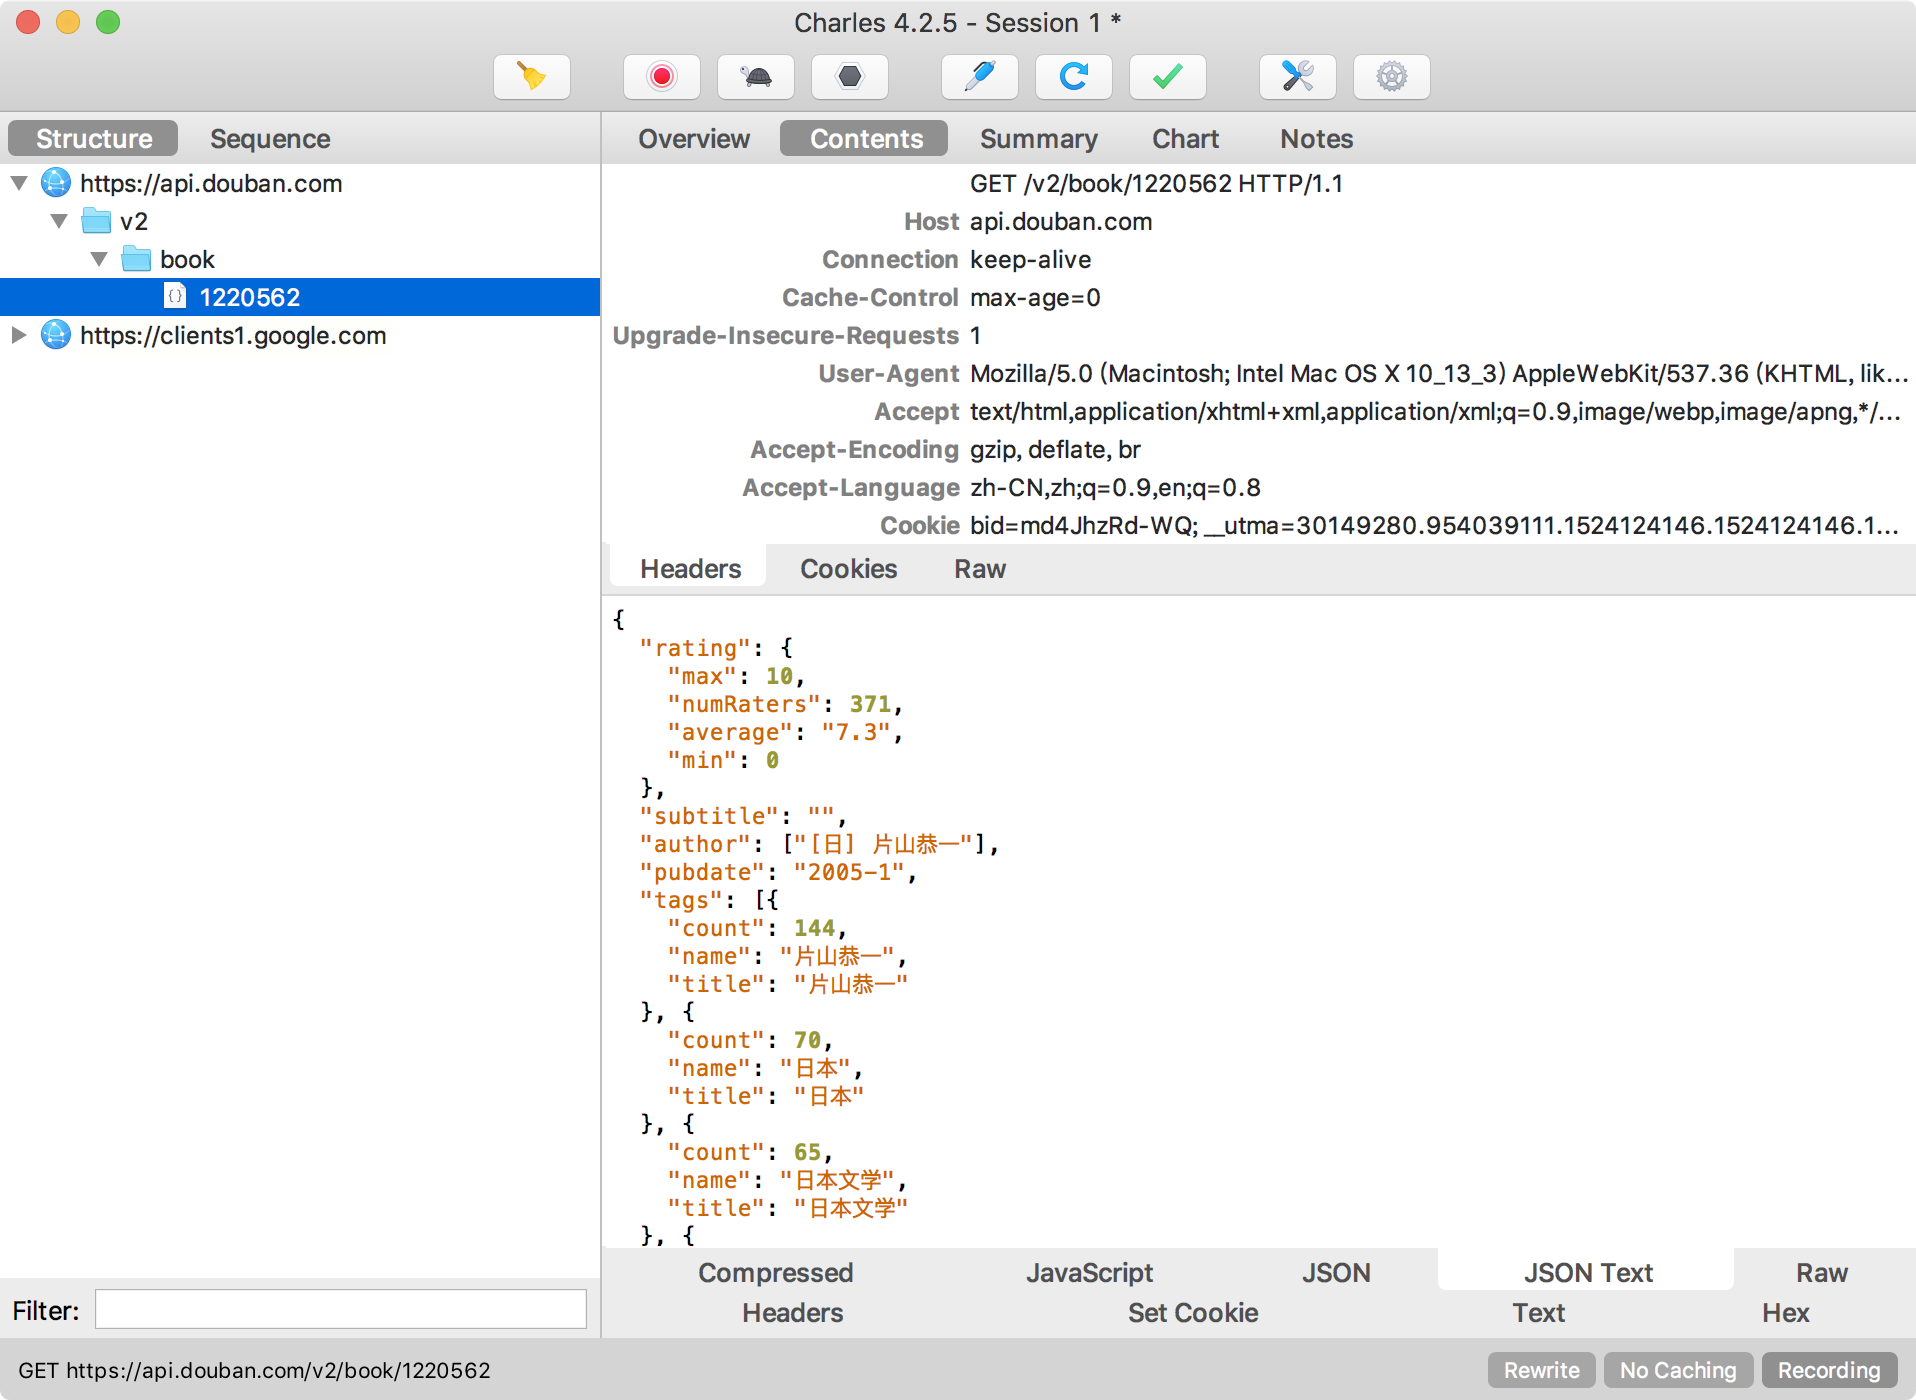 Charles 4.2.5 - Session 1 *
Structure Sequence
Overview Contents Summary Chart Notes
https://api.douban.com
v2
book
1220562
https://clients1.google.com
GET /v2/book/1220562 HTTP/1.1
Host api.douban.com
Connection keep-alive
Cache-Control max-age=0
Upgrade-Insecure-Requests 1
User-Agent Mozilla/5.0 (Macintosh; Intel Mac OS X 10_13_3) AppleWebKit/537.36 (KHTML, lik...
Accept text/html,application/xhtml+xml,application/xml;q=0.9,image/webp,image/apng,*/...
Accept-Encoding gzip, deflate, br
Accept-Language zh-CN,zh;q=0.9,en;q=0.8
Cookie bid=md4JhzRd-WQ; __utma=30149280.954039111.1524124146.1524124146.1...
Headers Cookies Raw
{
"rating": {
"max": 10,
"numRaters": 371,
"average": "7.3",
"min": 0
},
"subtitle": "",
"author": ["[日] 片山恭一"],
"pubdate": "2005-1",
"tags": [{
"count": 144,
"name": "片山恭一",
"title": "片山恭一"
}, {
"count": 70,
"name": "日本",
"title": "日本"
}, {
"count": 65,
"name": "日本文学",
"title": "日本文学"
}, {
Compressed JavaScript JSON JSON Text Raw
Headers Set Cookie Text Hex
Filter:
GET https://api.douban.com/v2/book/1220562
Rewrite No Caching Recording